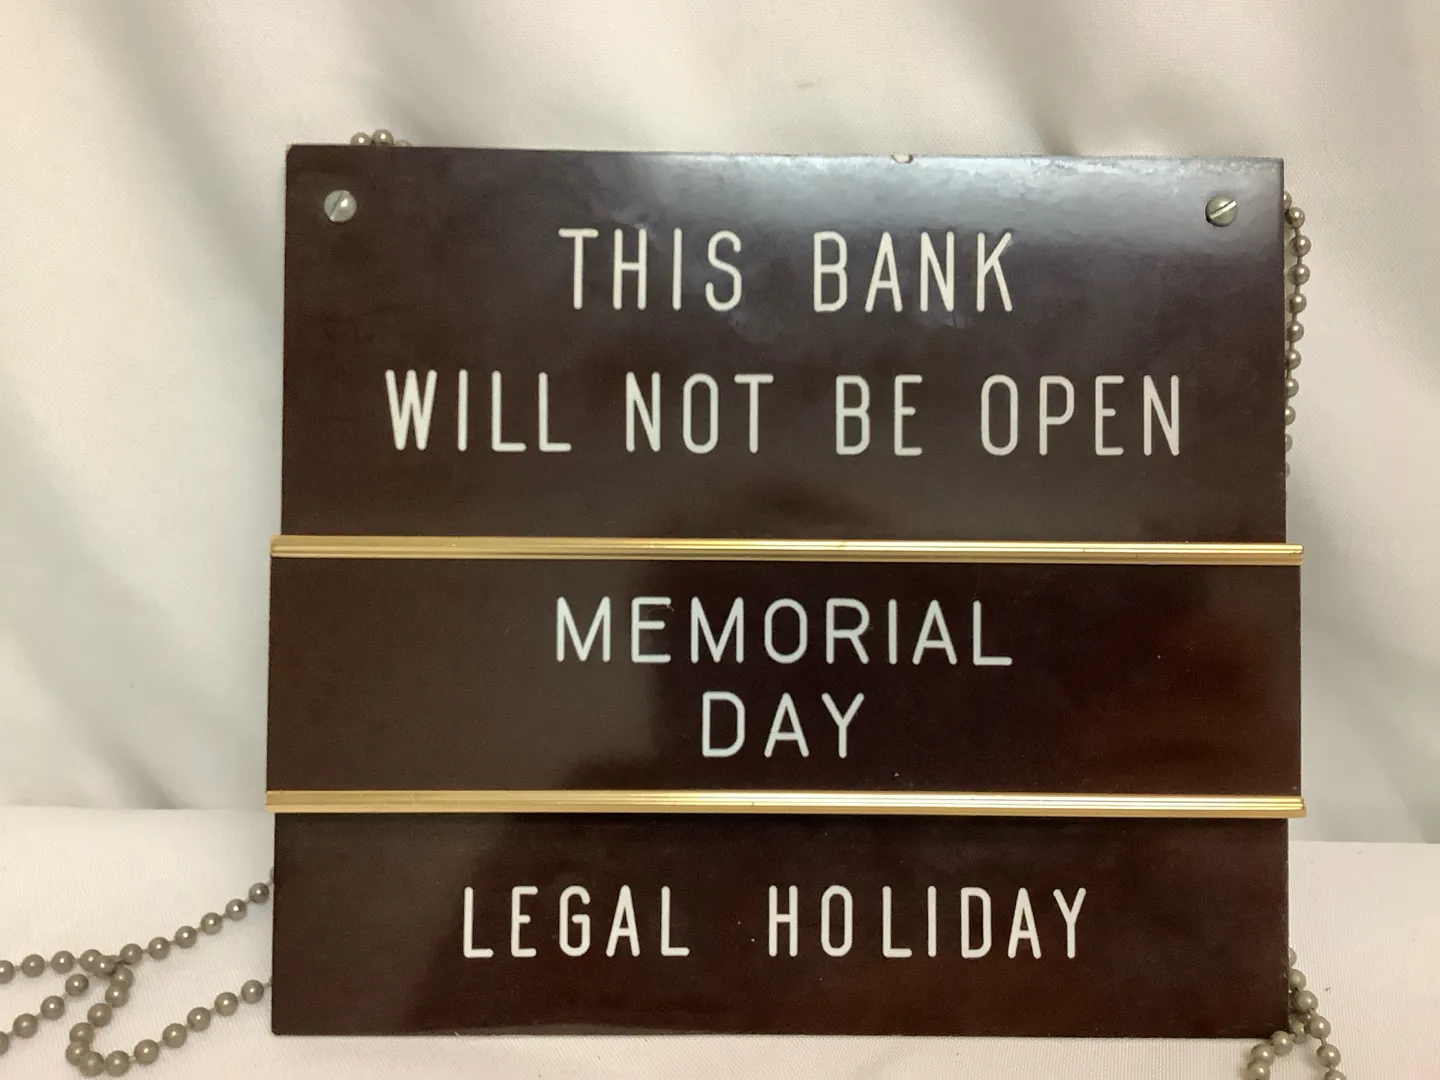 THIS BANK
WILL NOT BE OPEN
MEMORIAL
DAY
LEGAL HOLIDAY